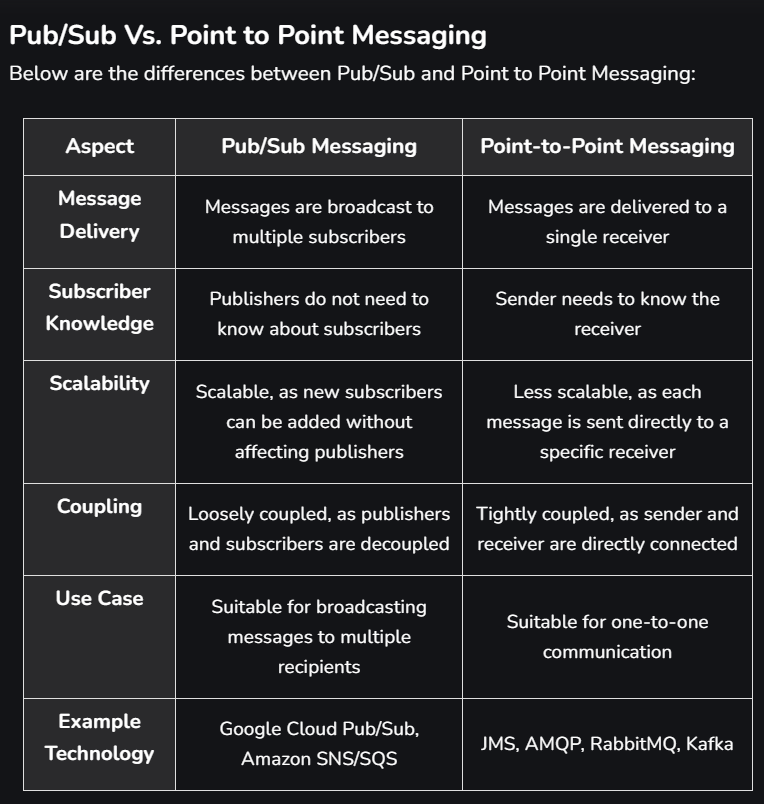 Pub/Sub Vs. Point to Point Messaging
Below are the differences between Pub/Sub and Point to Point Messaging:
Aspect
Pub/Sub Messaging
Point-to-Point Messaging
Message
Delivery
Messages are broadcast to
multiple subscribers
Messages are delivered to a
single receiver
Subscriber
Knowledge
Publishers do not need to
know about subscribers
Sender needs to know the
receiver
Scalability
Scalable, as new subscribers
can be added without
affecting publishers
Less scalable, as each
message is sent directly to a
specific receiver
Coupling
Loosely coupled, as publishers
and subscribers are decoupled
Tightly coupled, as sender and
receiver are directly connected
Use Case
Suitable for broadcasting
messages to multiple
recipients
Suitable for one-to-one
communication
Example
Technology
Google Cloud Pub/Sub,
Amazon SNS/SQS
JMS, AMQP, RabbitMQ, Kafka